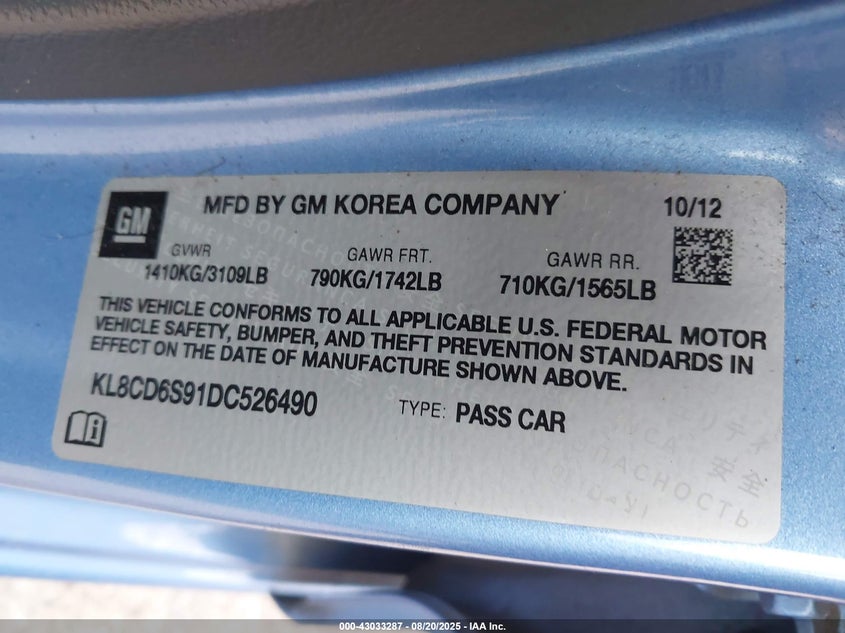 GM
MFD BY GM KOREA COMPANY 10/12
GVWR GAWR FRT. GAWR RR.
1410KG/3109LB 790KG/1742LB 710KG/1565LB
THIS VEHICLE CONFORMS TO ALL APPLICABLE U.S. FEDERAL MOTOR
VEHICLE SAFETY, BUMPER, AND THEFT PREVENTION STANDARDS IN
EFFECT ON THE DATE OF MANUFACTURE SHOWN ABOVE.
KL8CD6S91DC526490 TYPE: PASS CAR
安全
000-43033287 - 08/20/2025 - IAA Inc.